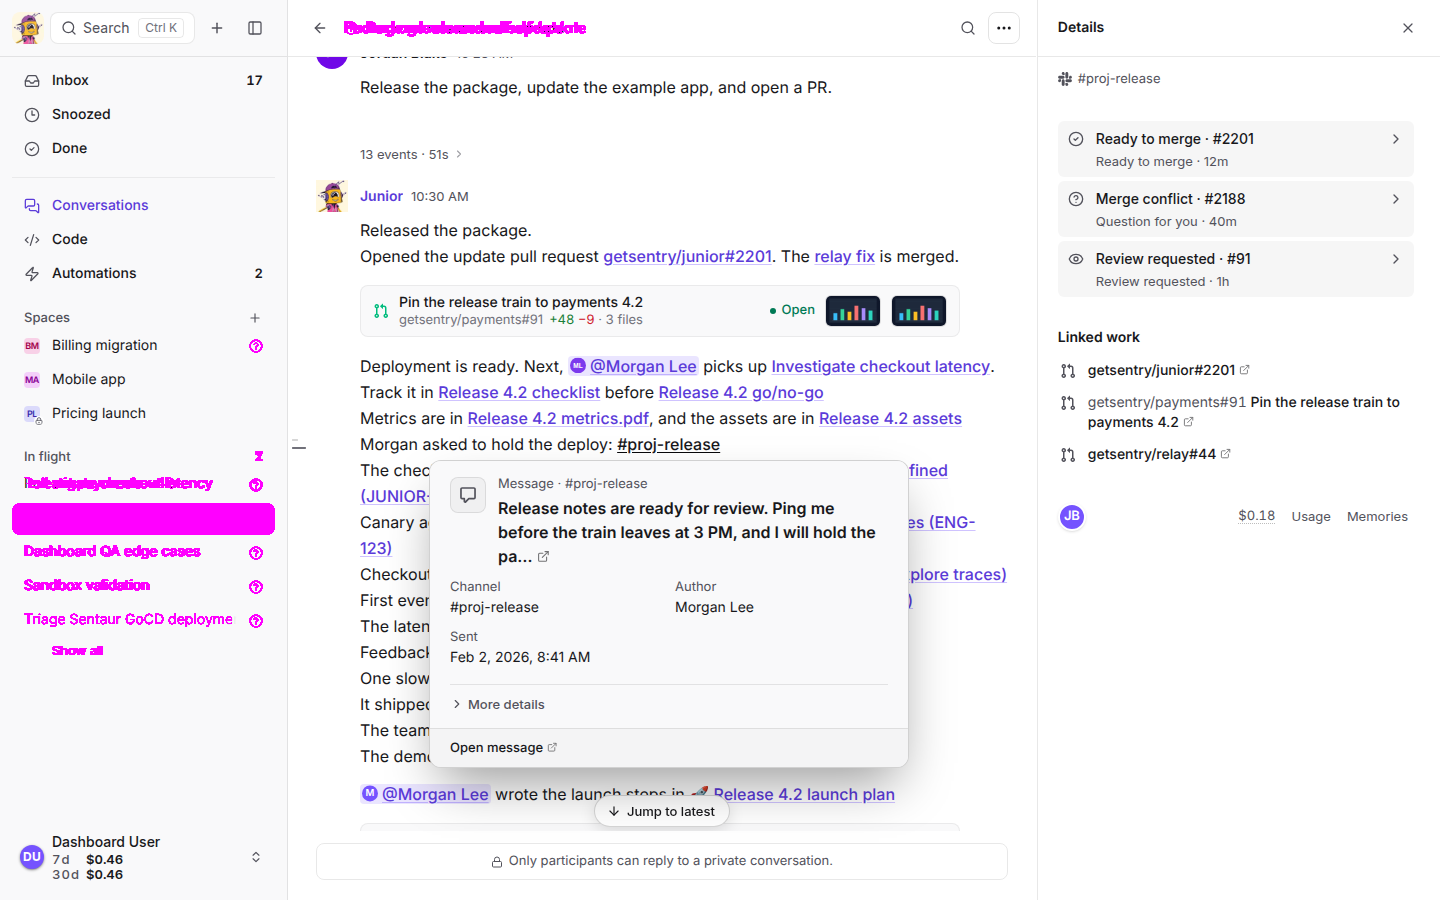 Search Ctrl K
Inbox 17
Snoozed
Done
Conversations
Code
Automations 2
Spaces
BM Billing migration
MA Mobile app
PL Pricing launch
In flight
Dashboard QA edge cases
Sandbox validation
Triage Sentaur GoCD deployme
Show all
DU Dashboard User
7d $0.46
30d $0.46
Release the package, update the example app, and open a PR.
13 events · 51s
Junior 10:30 AM
Released the package.
Opened the update pull request getsentry/junior#2201. The relay fix is merged.
Pin the release train to payments 4.2
getsentry/payments#91 +48 −9 · 3 files
Open
Deployment is ready. Next, ML @Morgan Lee picks up Investigate checkout latency.
Track it in Release 4.2 checklist before Release 4.2 go/no-go
Metrics are in Release 4.2 metrics.pdf, and the assets are in Release 4.2 assets
Morgan asked to hold the deploy: #proj-release
The
(JUNIOR-
Canary
es (ENG-
123)
plore traces)
First
The
One slow
It shipped
The team
The
Message · #proj-release
Release notes are ready for review. Ping me
before the train leaves at 3 PM, and I will hold the
pa...
Channel
#proj-release
Author
Morgan Lee
Sent
Feb 2, 2026, 8:41 AM
More details
Open message
M @Morgan Lee wrote the launch steps in 🚀 Release 4.2 launch plan
Jump to latest
Only participants can reply to a private conversation.
Details
#proj-release
Ready to merge · #2201
Ready to merge · 12m
Merge conflict · #2188
Question for you · 40m
Review requested · #91
Review requested · 1h
Linked work
getsentry/junior#2201
getsentry/payments#91 Pin the release train to
payments 4.2
getsentry/relay#44
JB $0.18 Usage Memories